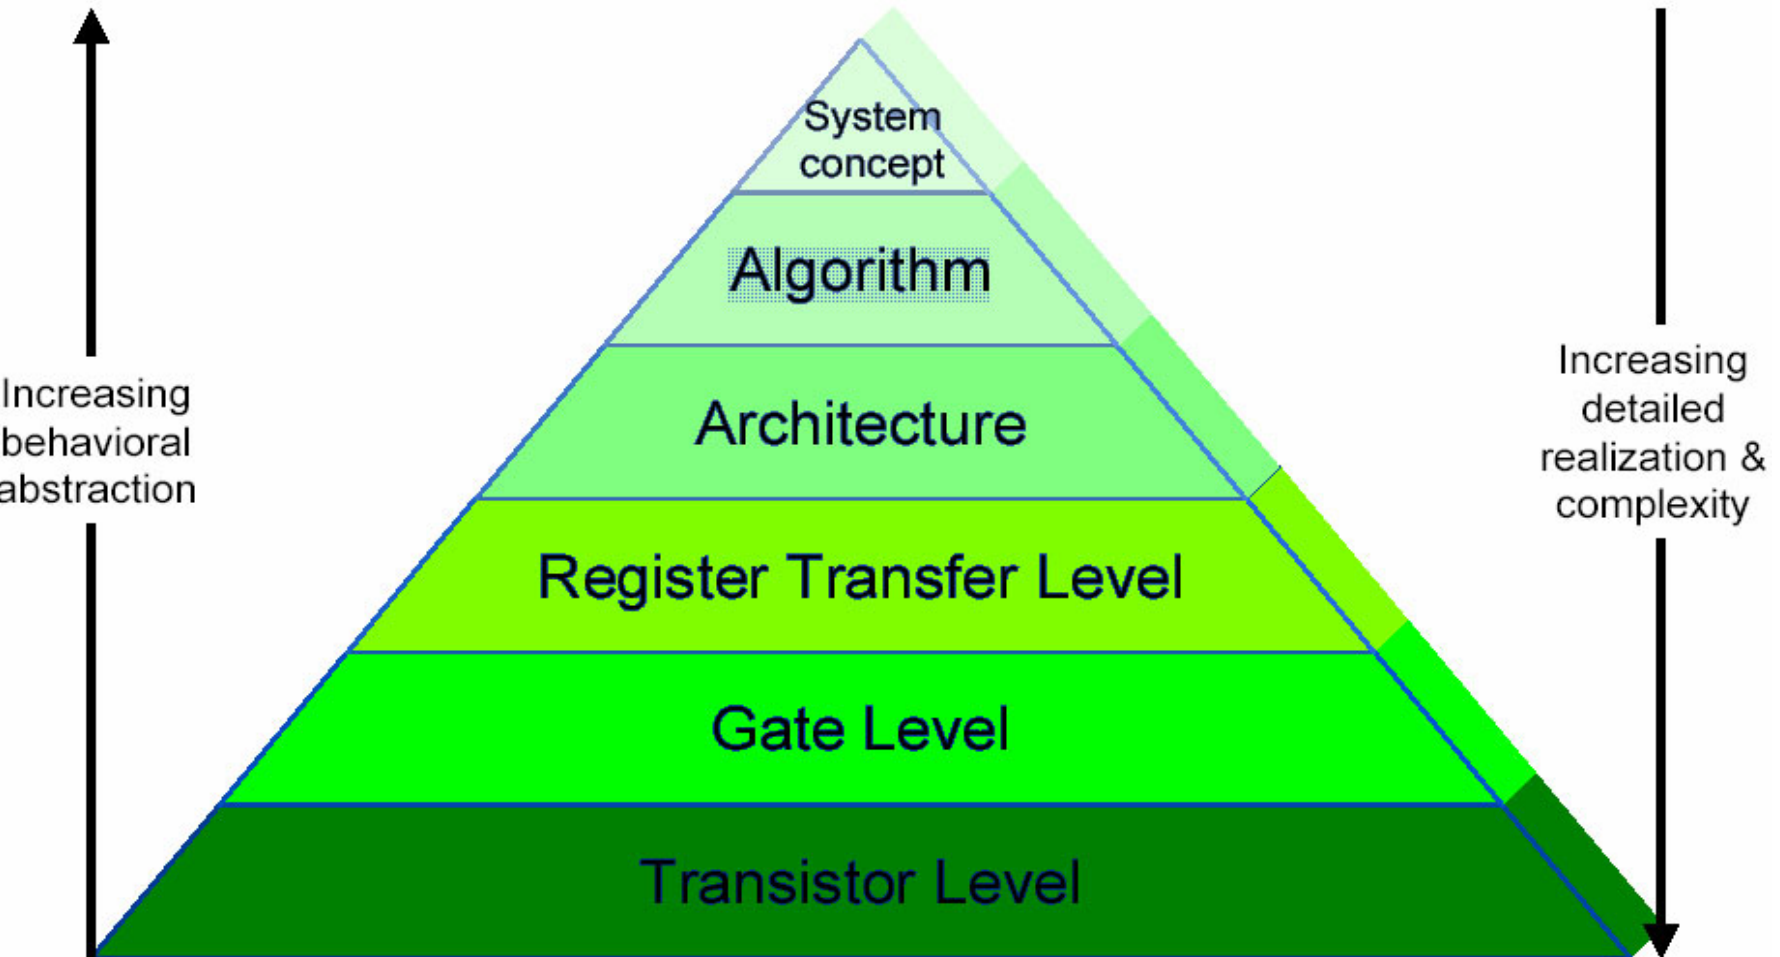 System
concept
Algorithm
Architecture
Register Transfer Level
Gate Level
Transistor Level
Increasing
behavioral
abstraction
Increasing
detailed
realization &
complexity